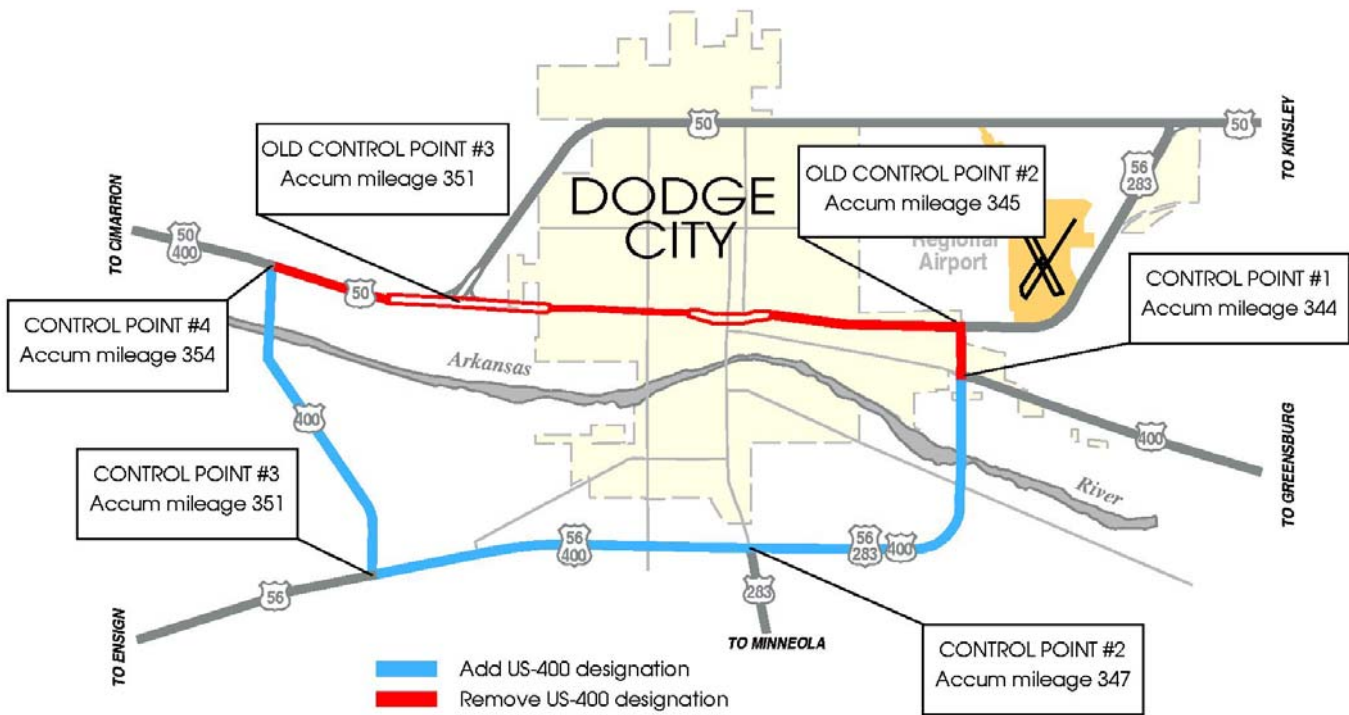 50
50
TO KINSLEY
OLD CONTROL POINT #3
Accum mileage 351
OLD CONTROL POINT #2
Accum mileage 345
56
283
DODGE
CITY
TO CIMARRON
50
400
Regional
Airport
CONTROL POINT #1
Accum mileage 344
50
CONTROL POINT #4
Accum mileage 354
Arkansas
400
400
TO GREENSBURG
CONTROL POINT #3
Accum mileage 351
River
56
400
56
283
400
56
283
TO ENSIGN
TO MINNEOLA
CONTROL POINT #2
Accum mileage 347
Add US-400 designation
Remove US-400 designation